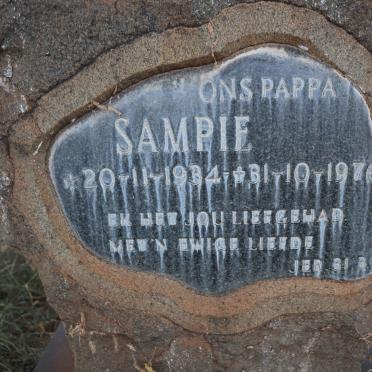 ONS PAPPA
SAMPIE
*20-11-1934-✝31-10-197
EK HET JOU LIEFGEHAD
MET 'N EWIGE LIEFDE
JER 31:3